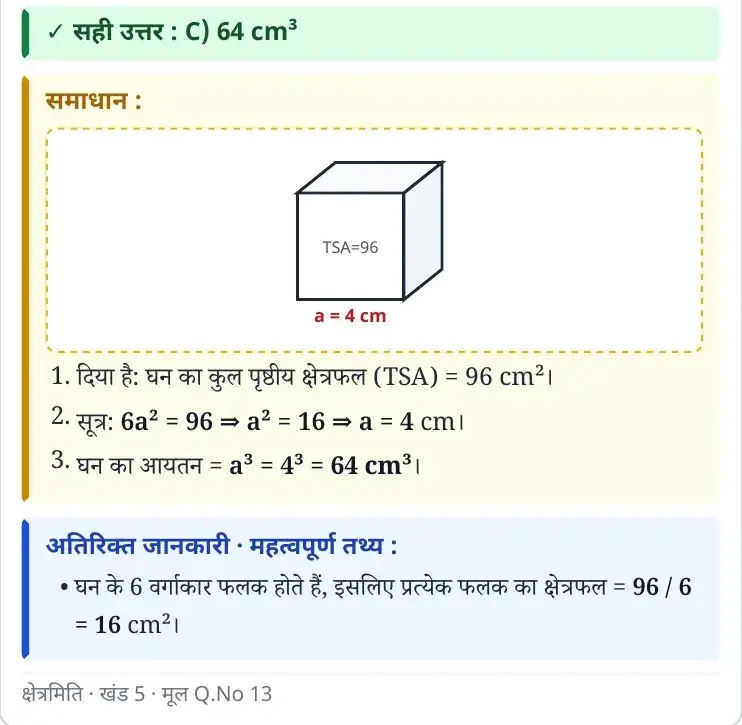 ✓ सही उत्तर : C) 64 cm³
समाधान :
TSA=96
a = 4 cm
1. दिया है: घन का कुल पृष्ठीय क्षेत्रफल (TSA) = 96 cm²।
2. सूत्र: 6a² = 96 ⇒ a² = 16 ⇒ a = 4 cm।
3. घन का आयतन = a³ = 4³ = 64 cm³।
अतिरिक्त जानकारी · महत्वपूर्ण तथ्य :
• घन के 6 वर्गाकार फलक होते हैं, इसलिए प्रत्येक फलक का क्षेत्रफल = 96 / 6
= 16 cm²।
क्षेत्रमिति · खंड 5 · मूल Q.No 13